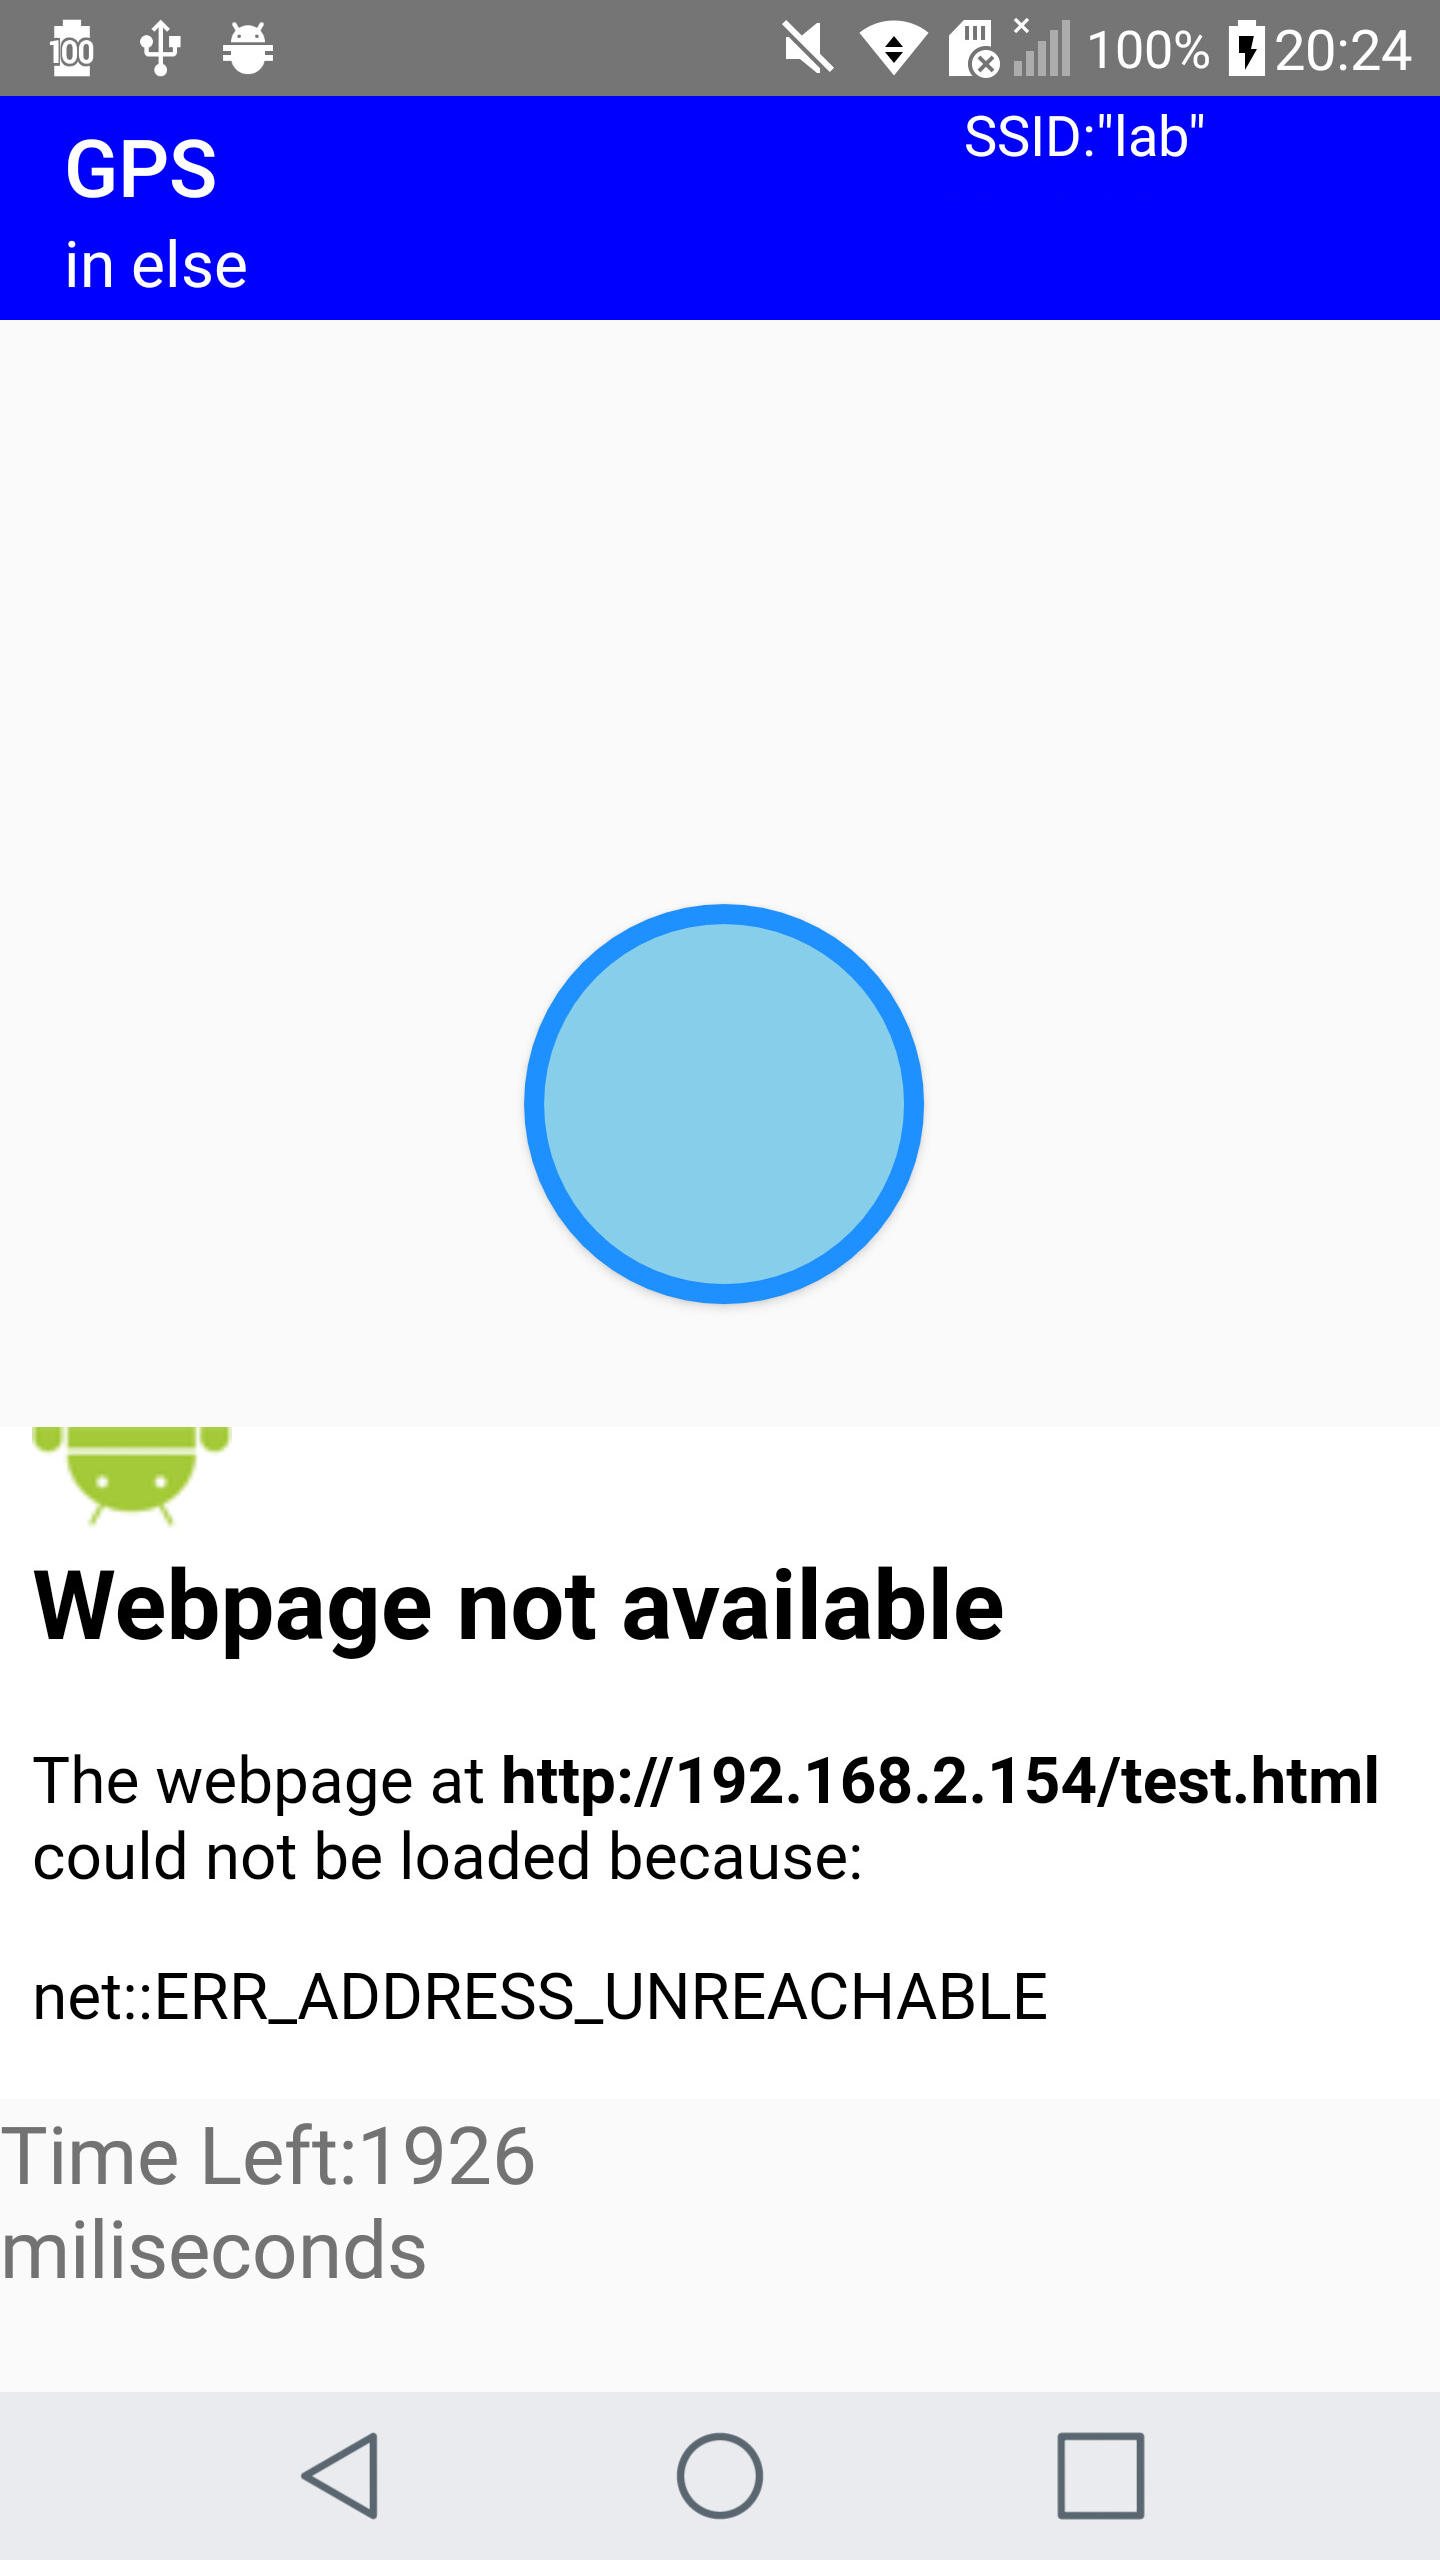 100 100% 20:24
GPS
SSID:"lab"
in else
Webpage not available
The webpage at http://192.168.2.154/test.html
could not be loaded because:
net::ERR_ADDRESS_UNREACHABLE
Time Left:1926
miliseconds